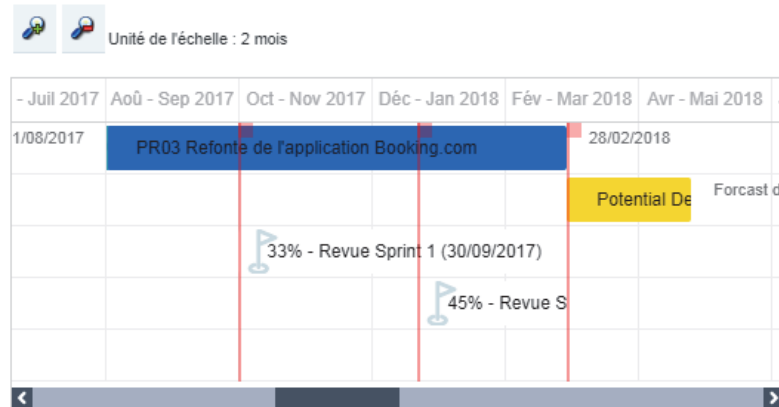 Unité de l'échelle : 2 mois
- Juil 2017 Aoû - Sep 2017 Oct - Nov 2017 Déc - Jan 2018 Fév - Mar 2018 Avr - Mai 2018
1/08/2017 PR03 Refonte de l'application Booking.com 28/02/2018
Potential De Forcast d
33% - Revue Sprint 1 (30/09/2017)
45% - Revue S